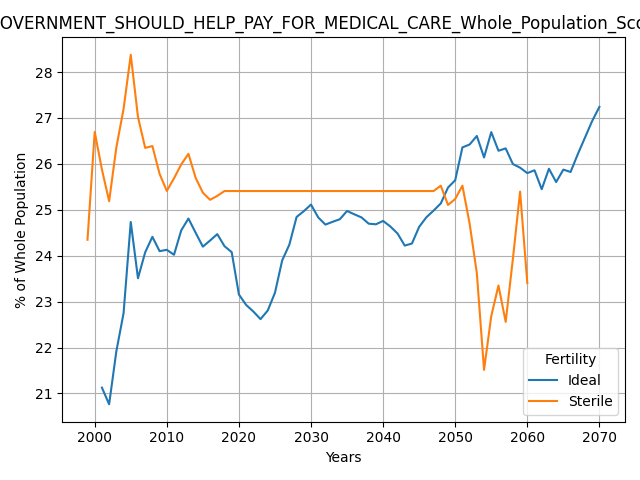 OVERNMENT_SHOULD_HELP_PAY_FOR_MEDICAL_CARE_Whole_Population_Sco
28
27
26
25
24
23
22
21
% of Whole Population
2000
2010
2020
2030
2040
2050
2060
2070
Years
Fertility
Ideal
Sterile